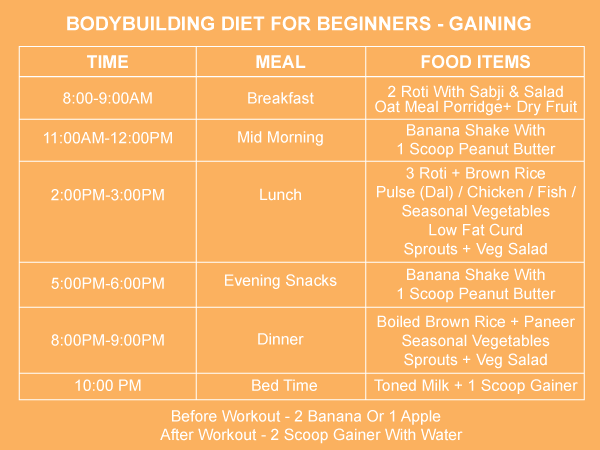 BODYBUILDING DIET FOR BEGINNERS - GAINING
TIME MEAL FOOD ITEMS
8:00-9:00AM Breakfast 2 Roti With Sabji & Salad
Oat Meal Porridge+ Dry Fruit
11:00AM-12:00PM Mid Morning Banana Shake With
1 Scoop Peanut Butter
2:00PM-3:00PM Lunch 3 Roti + Brown Rice
Pulse (Dal) / Chicken / Fish /
Seasonal Vegetables
Low Fat Curd
Sprouts + Veg Salad
5:00PM-6:00PM Evening Snacks Banana Shake With
1 Scoop Peanut Butter
8:00PM-9:00PM Dinner Boiled Brown Rice + Paneer
Seasonal Vegetables
Sprouts + Veg Salad
10:00 PM Bed Time Toned Milk + 1 Scoop Gainer
Before Workout - 2 Banana Or 1 Apple
After Workout - 2 Scoop Gainer With Water